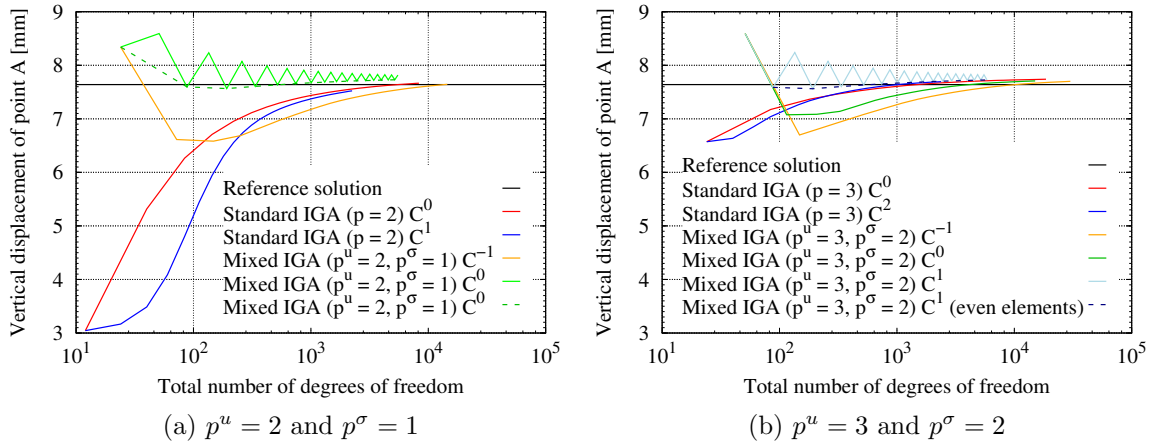 Vertical displacement of point A [mm]
9
8
7
6
5
4
3
10^1
10^2
10^3
10^4
10^5
Total number of degrees of freedom
Reference solution
Standard IGA (p = 2) C^0
Standard IGA (p = 2) C^1
Mixed IGA (p^u = 2, p^σ = 1) C^-1
Mixed IGA (p^u = 2, p^σ = 1) C^0
Mixed IGA (p^u = 2, p^σ = 1) C^0
(a) p^u = 2 and p^σ = 1
Vertical displacement of point A [mm]
9
8
7
6
5
4
3
10^1
10^2
10^3
10^4
10^5
Total number of degrees of freedom
Reference solution
Standard IGA (p = 3) C^0
Standard IGA (p = 3) C^2
Mixed IGA (p^u = 3, p^σ = 2) C^-1
Mixed IGA (p^u = 3, p^σ = 2) C^0
Mixed IGA (p^u = 3, p^σ = 2) C^1
Mixed IGA (p^u = 3, p^σ = 2) C^1 (even elements)
(b) p^u = 3 and p^σ = 2